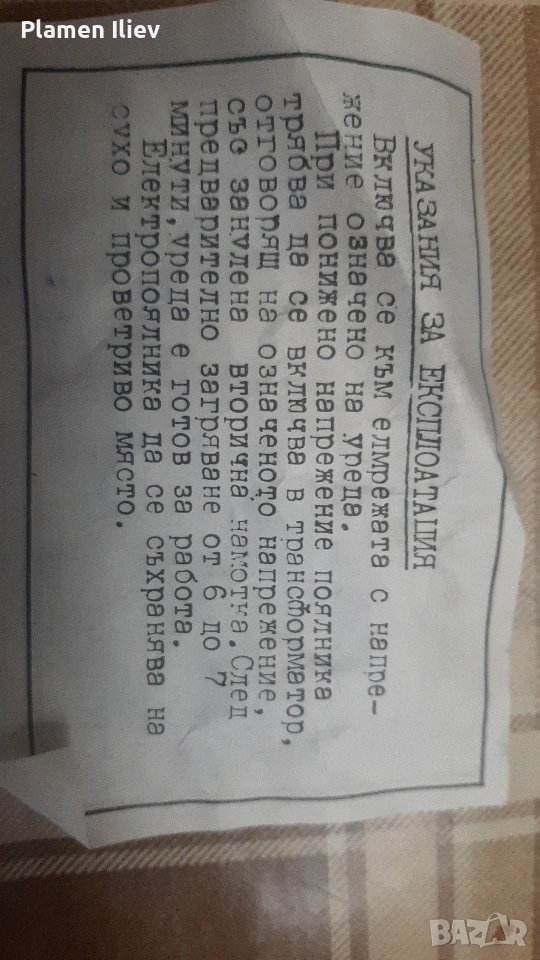 Plamen Iliev
УКАЗАНИЯ ЗА ЕКСПЛОАТАЦИЯ
Включва се към елмрежата с напре-
жение означено на уреда.
При понижено напрежение поялника
трябва да се включва в трансформатор,
отговорящ на означеното напрежение,
със занулена вторична намотка.След
предварително загряване от 6 до 7
минути,уреда е готов за работа.
Електропоялника да се съхранява на
сухо и проветриво място.
BAZAR